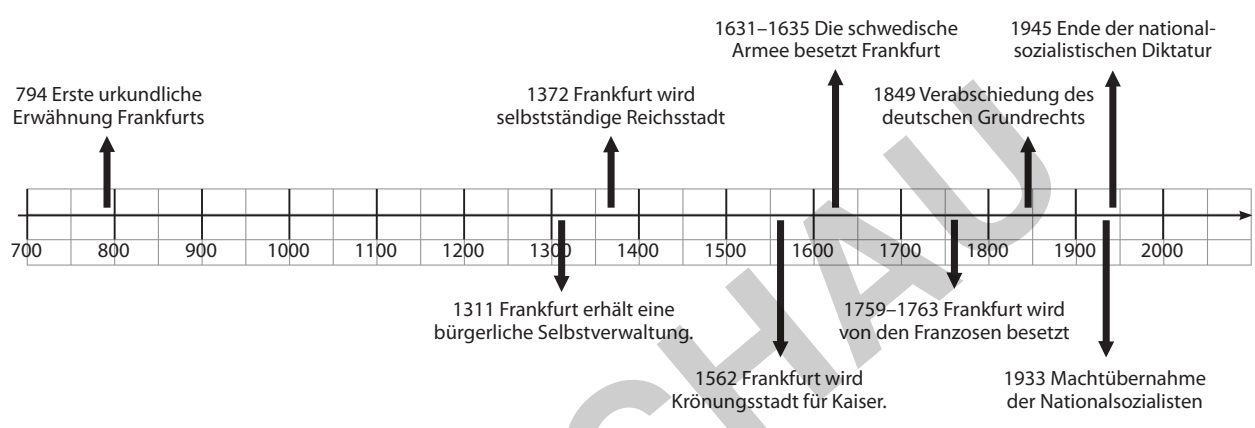 1631–1635 Die schwedische
Armee besetzt Frankfurt
1945 Ende der national-
sozialistischen Diktatur
794 Erste urkundliche
Erwähnung Frankfurts
1372 Frankfurt wird
selbstständige Reichsstadt
1849 Verabschiedung des
deutschen Grundrechts
700 800 900 1000 1100 1200 1300 1400 1500 1600 1700 1800 1900 2000
1311 Frankfurt erhält eine
bürgerliche Selbstverwaltung.
1759–1763 Frankfurt wird
von den Franzosen besetzt
1562 Frankfurt wird
Krönungsstadt für Kaiser.
1933 Machtübernahme
der Nationalsozialisten
CHAU